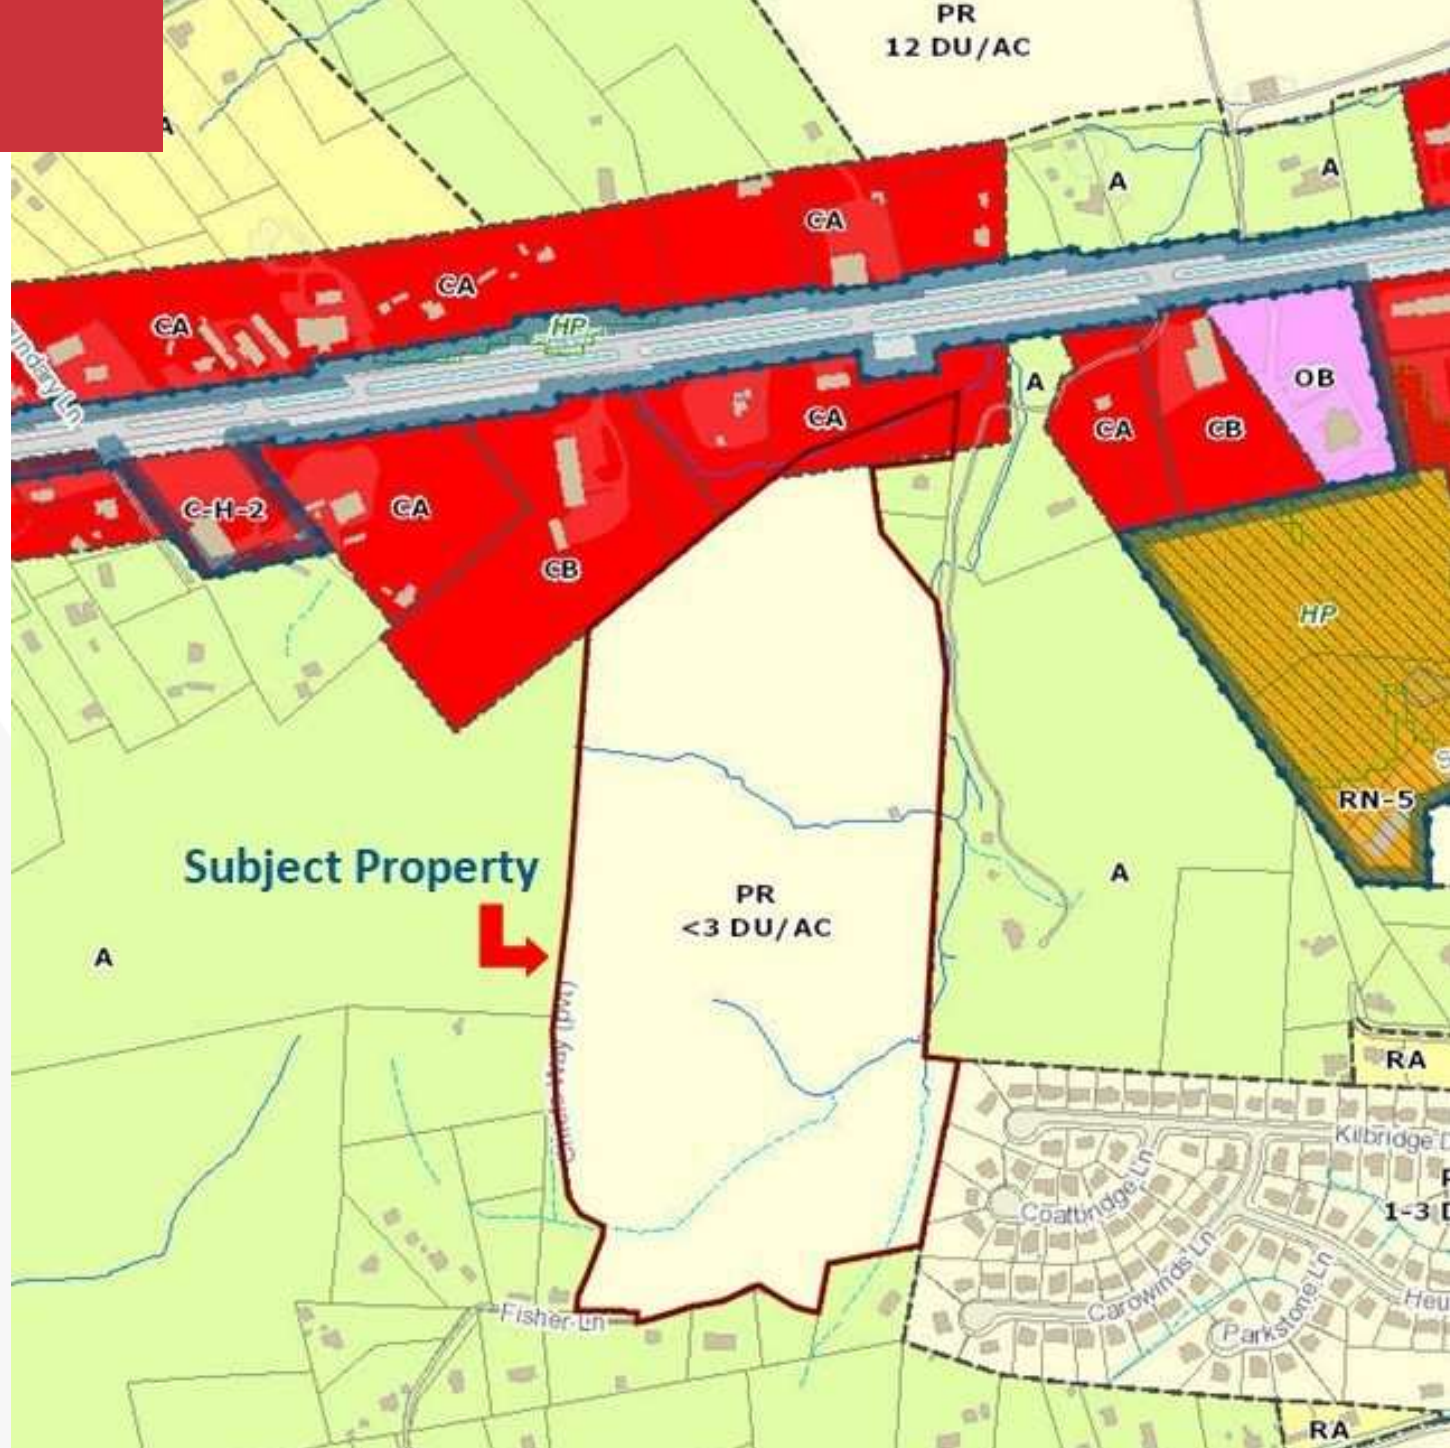 PR
12 DU/AC
A
A
A
CA
CA
CA
HP
A
OB
CA
CA
CB
C-H-2
CA
CB
HP
RN-5
Subject Property
PR
<3 DU/AC
A
A
RA
Kilbridge
Coatbridge Ln
1-3
Carowinds Ln
Parkstone Ln
Fisher Ln
RA